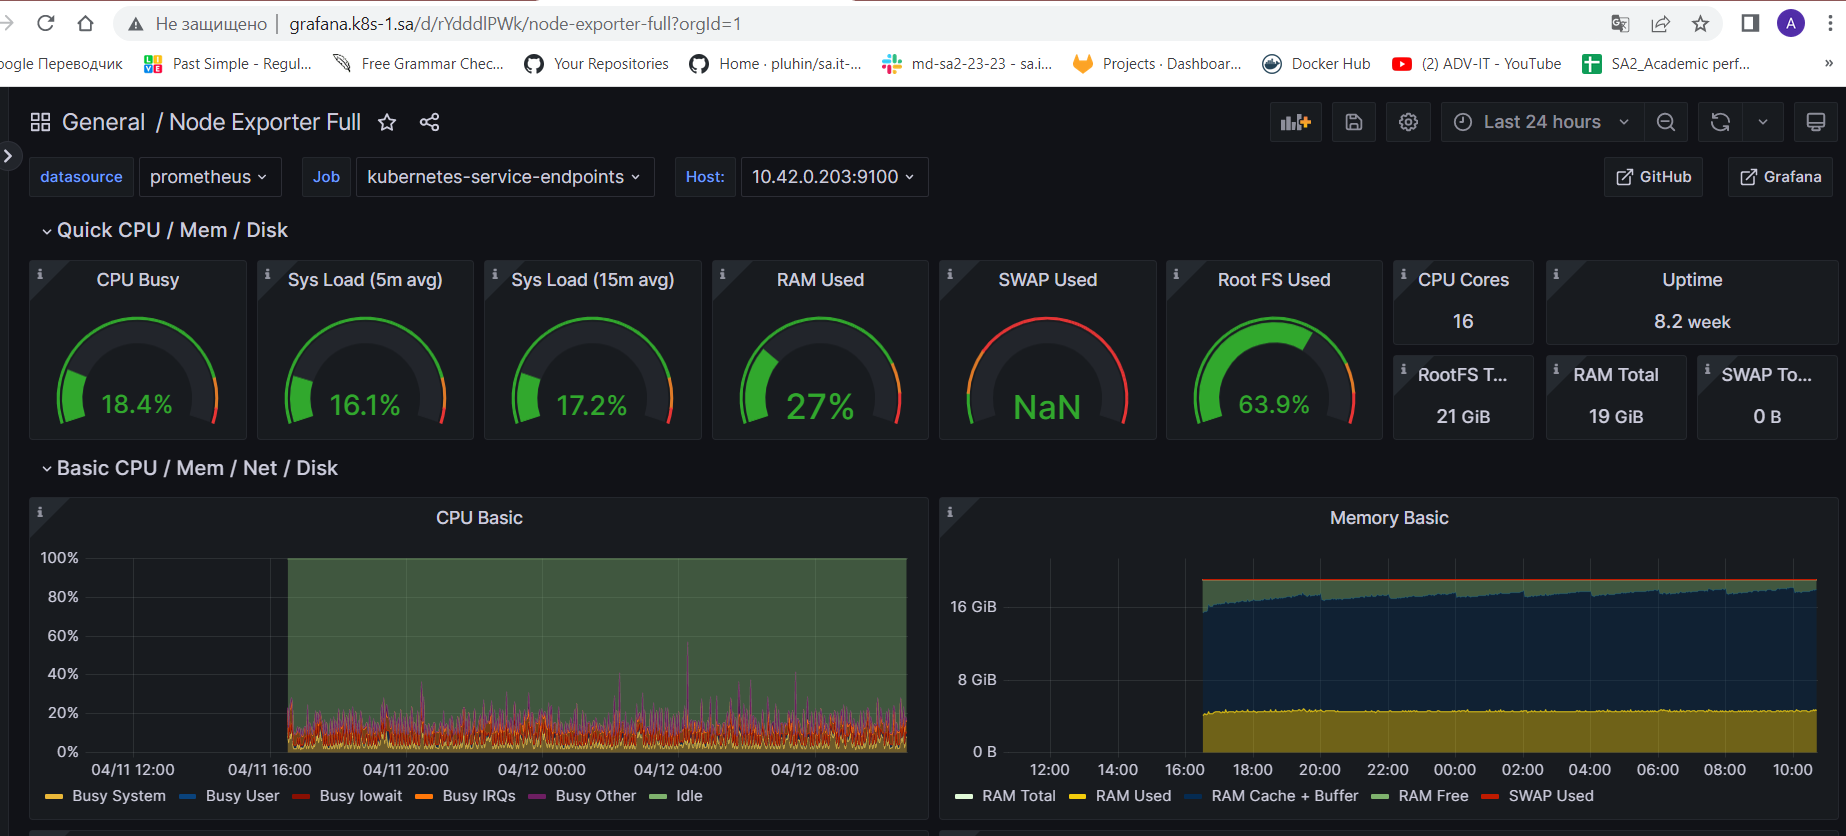 Не защищено | grafana.k8s-1.sa/d/rYdddlPWk/node-exporter-full?orgId=1 A
oogle Переводчик LIVE Past Simple - Regul... Free Grammar Chec... Your Repositories Home · pluhin/sa.it-... md-sa2-23-23 - sa.i... Projects · Dashboar... Docker Hub (2) ADV-IT - YouTube SA2_Academic perf... »
General / Node Exporter Full Last 24 hours
datasource prometheus Job kubernetes-service-endpoints Host: 10.42.0.203:9100 GitHub Grafana
Quick CPU / Mem / Disk
CPU Busy
18.4%
Sys Load (5m avg)
16.1%
Sys Load (15m avg)
17.2%
RAM Used
27%
SWAP Used
NaN
Root FS Used
63.9%
CPU Cores
16
Uptime
8.2 week
RootFS T...
21 GiB
RAM Total
19 GiB
SWAP To...
0 B
Basic CPU / Mem / Net / Disk
CPU Basic
100%
80%
60%
40%
20%
0%
04/11 12:00 04/11 16:00 04/11 20:00 04/12 00:00 04/12 04:00 04/12 08:00
Busy System Busy User Busy Iowait Busy IRQs Busy Other Idle
Memory Basic
16 GiB
8 GiB
0 B
12:00 14:00 16:00 18:00 20:00 22:00 00:00 02:00 04:00 06:00 08:00 10:00
RAM Total RAM Used RAM Cache + Buffer RAM Free SWAP Used